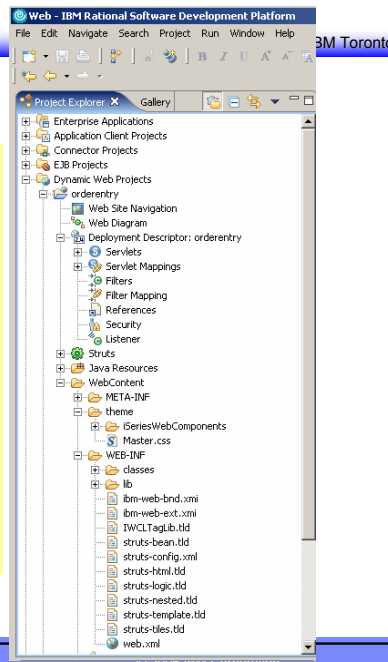 Web - IBM Rational Software Development Platform
File Edit Navigate Search Project Run Window Help
BM Toronto
B I U A A
Project Explorer Gallery
Enterprise Applications
Application Client Projects
Connector Projects
EJB Projects
Dynamic Web Projects
orderentry
Web Site Navigation
Web Diagram
Deployment Descriptor: orderentry
Servlets
Servlet Mappings
Filters
Filter Mapping
References
Security
Listener
Struts
Java Resources
WebContent
META-INF
theme
iSeriesWebComponents
Master.css
WEB-INF
classes
lib
ibm-web-bnd.xmi
ibm-web-ext.xmi
IWCLTagLib.tld
struts-bean.tld
struts-config.xml
struts-html.tld
struts-logic.tld
struts-nested.tld
struts-template.tld
struts-tiles.tld
web.xml